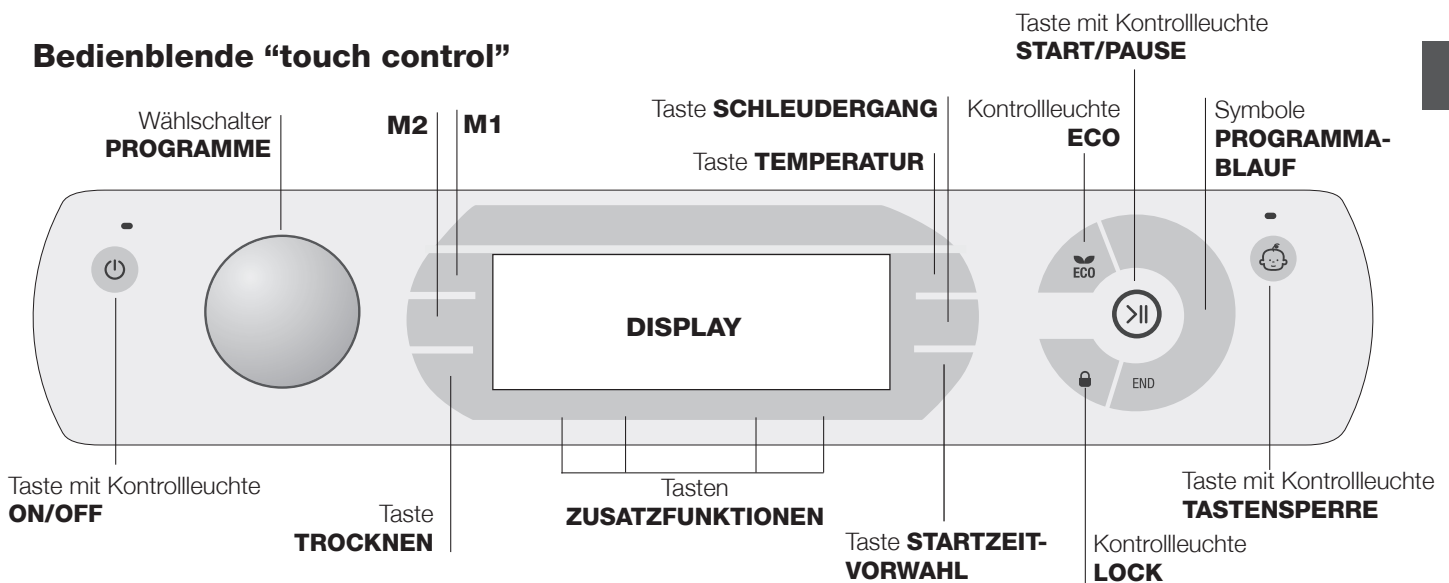 Bedienblende “touch control”
Taste mit Kontrollleuchte
START/PAUSE
Wählschalter
PROGRAMME
M2
M1
Taste SCHLEUDERGANG
Taste TEMPERATUR
Kontrollleuchte
ECO
Symbole
PROGRAMMA-
BLAUF
ECO
DISPLAY
END
Taste mit Kontrollleuchte
ON/OFF
Taste
TROCKNEN
Tasten
ZUSATZFUNKTIONEN
Taste STARTZEIT-
VORWAHL
Kontrollleuchte
LOCK
Taste mit Kontrollleuchte
TASTENSPERRE